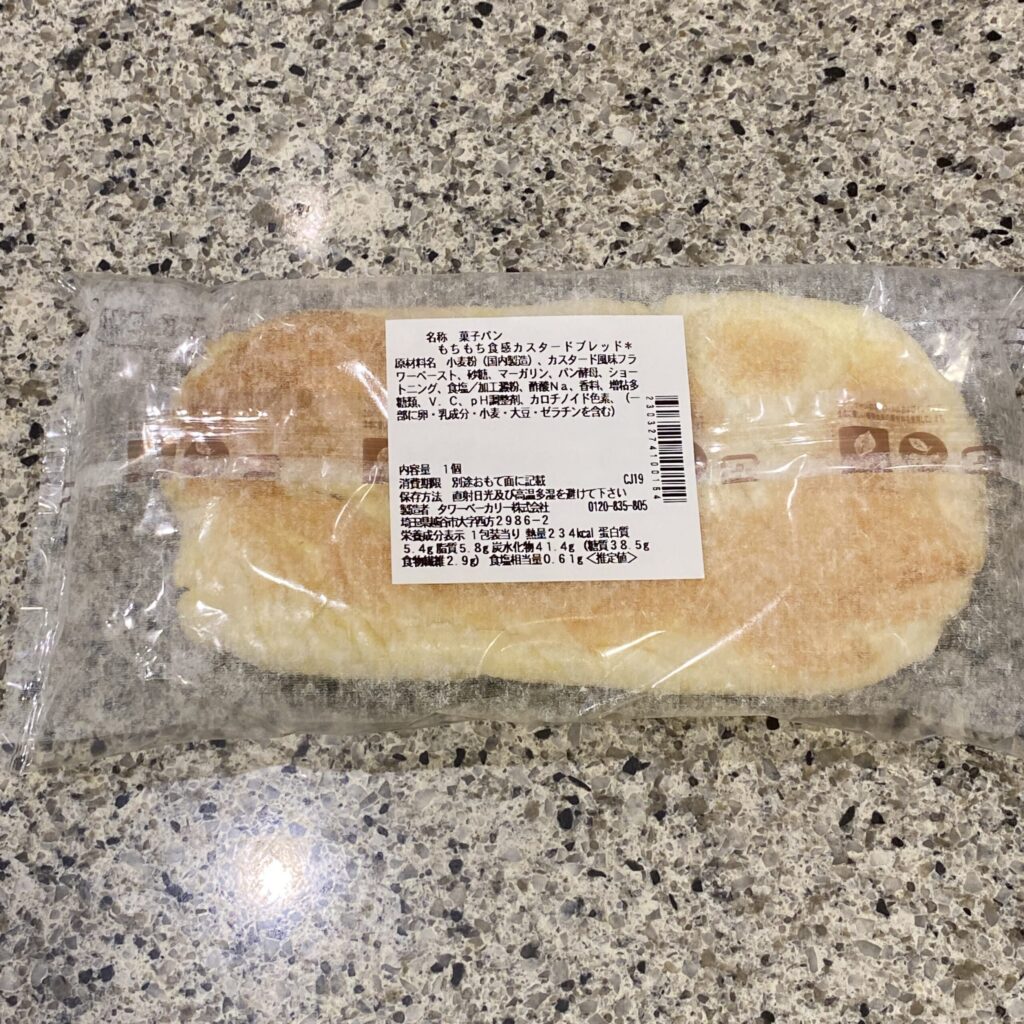 名称 菓子パン
もちもち食感カスタードブレッド*
原材料名 小麦粉（国内製造）、カスタード風味フラ
ワーペースト、砂糖、マーガリン、パン酵母、ショー
トニング、食塩／加工澱粉、酢酸Na、香料、増粘多
糖類、V．C、pH調整剤、カロチノイド色素、（一
部に卵・乳成分・小麦・大豆・ゼラチンを含む）
2303274100154
内容量 1個
消費期限 別途おもて面に記載 CJ19
保存方法 直射日光及び高温多湿を避けて下さい
製造者 タワーベーカリー株式会社 0120-835-805
埼玉県越谷市大字西方2986-2
栄養成分表示 1包装当り 熱量234kcal 蛋白質
5.4g 脂質5.8g 炭水化物41.4g （糖質38.5g
食物繊維2.9g） 食塩相当量0.61g＜推定値＞